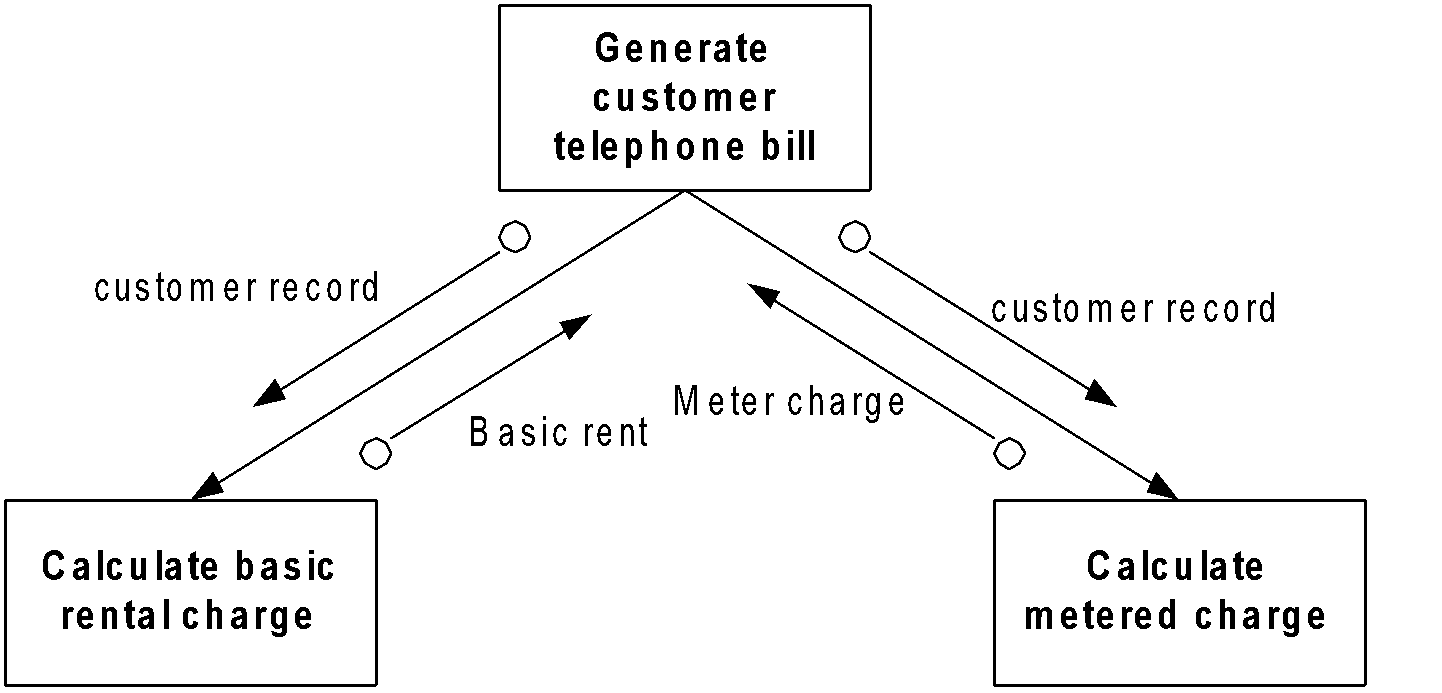 Generate
customer
telephone bill
customer record
customer record
Meter charge
Basic rent
Calculate basic
rental charge
Calculate
metered charge